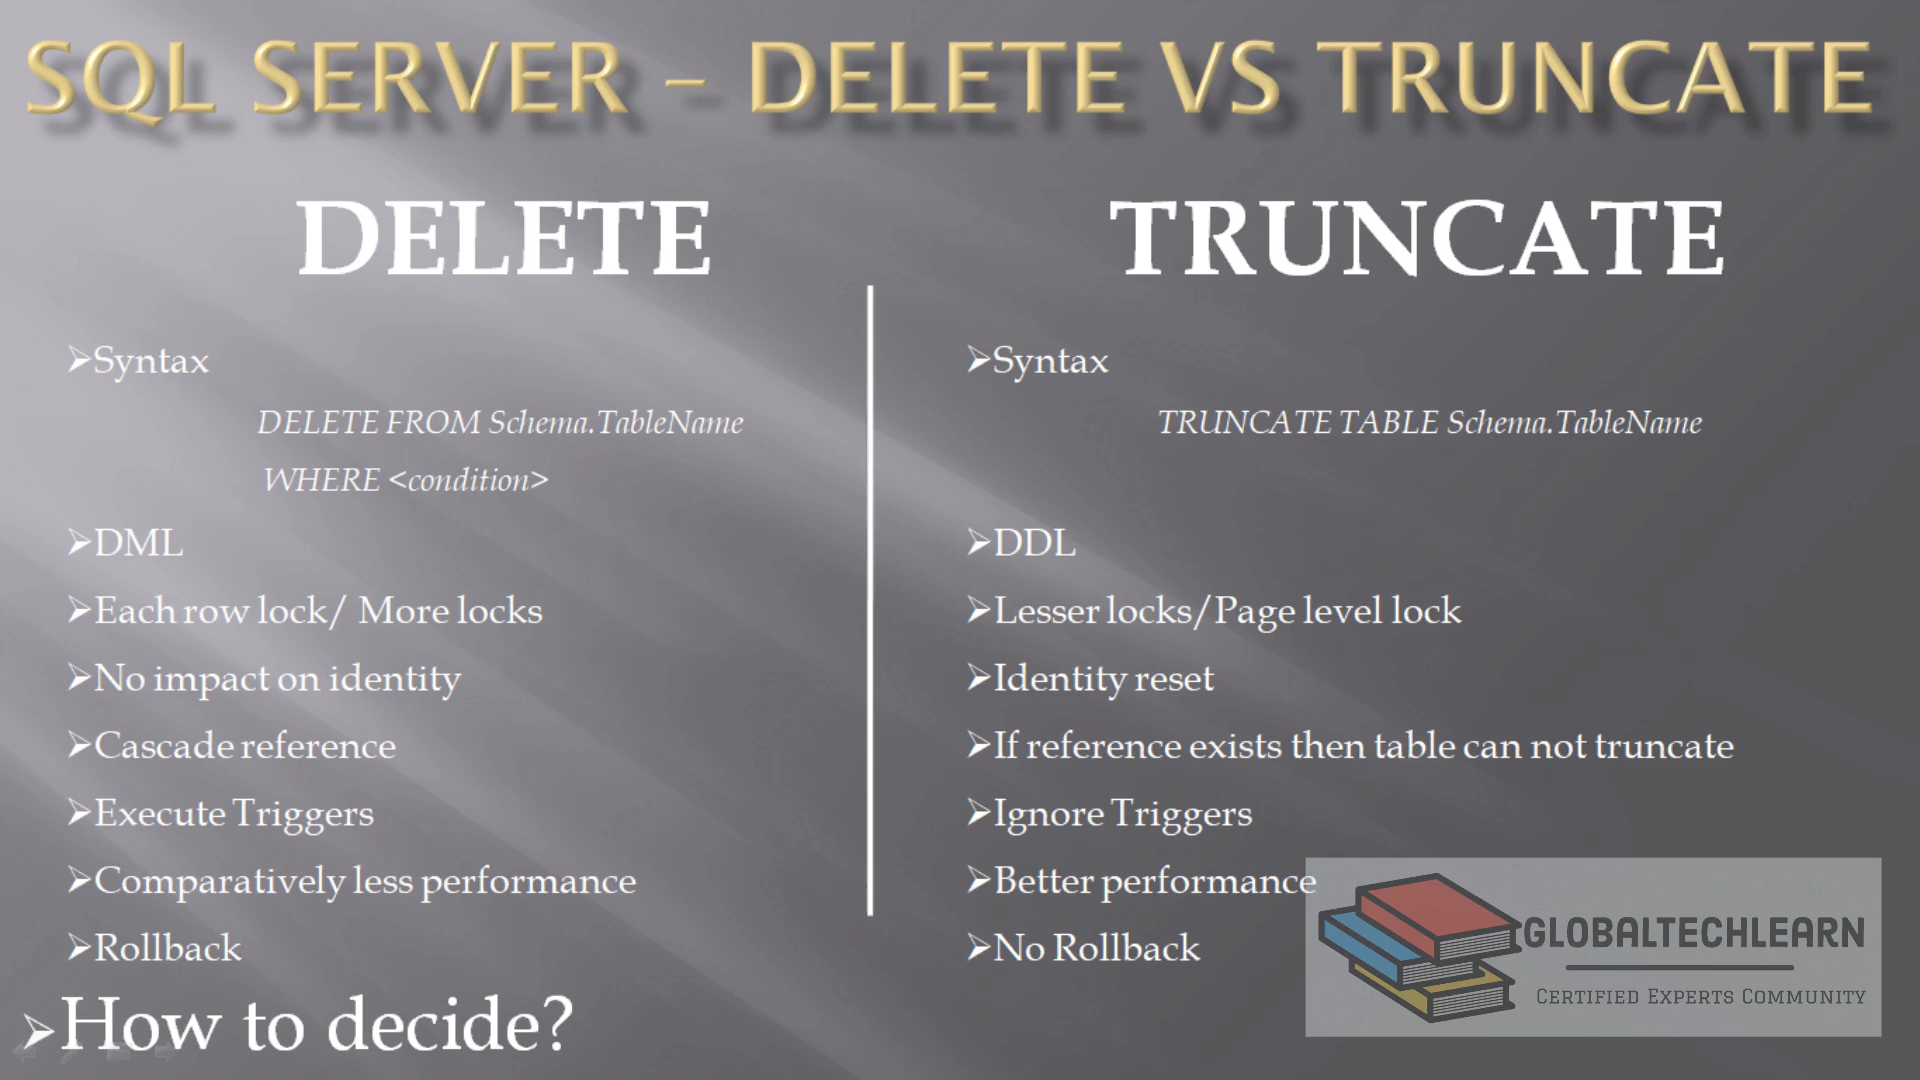 SQL SERVER – DELETE VS TRUNCATE
DELETE
➢Syntax
DELETE FROM Schema.TableName
WHERE <condition>
➢DML
➢Each row lock/ More locks
➢No impact on identity
➢Cascade reference
➢Execute Triggers
➢Comparatively less performance
➢Rollback
TRUNCATE
➢Syntax
TRUNCATE TABLE Schema.TableName
➢DDL
➢Lesser locks/Page level lock
➢Identity reset
➢If reference exists then table can not truncate
➢Ignore Triggers
➢Better performance
➢No Rollback
➢How to decide?
GLOBALTECHLEARN
CERTIFIED EXPERTS COMMUNITY